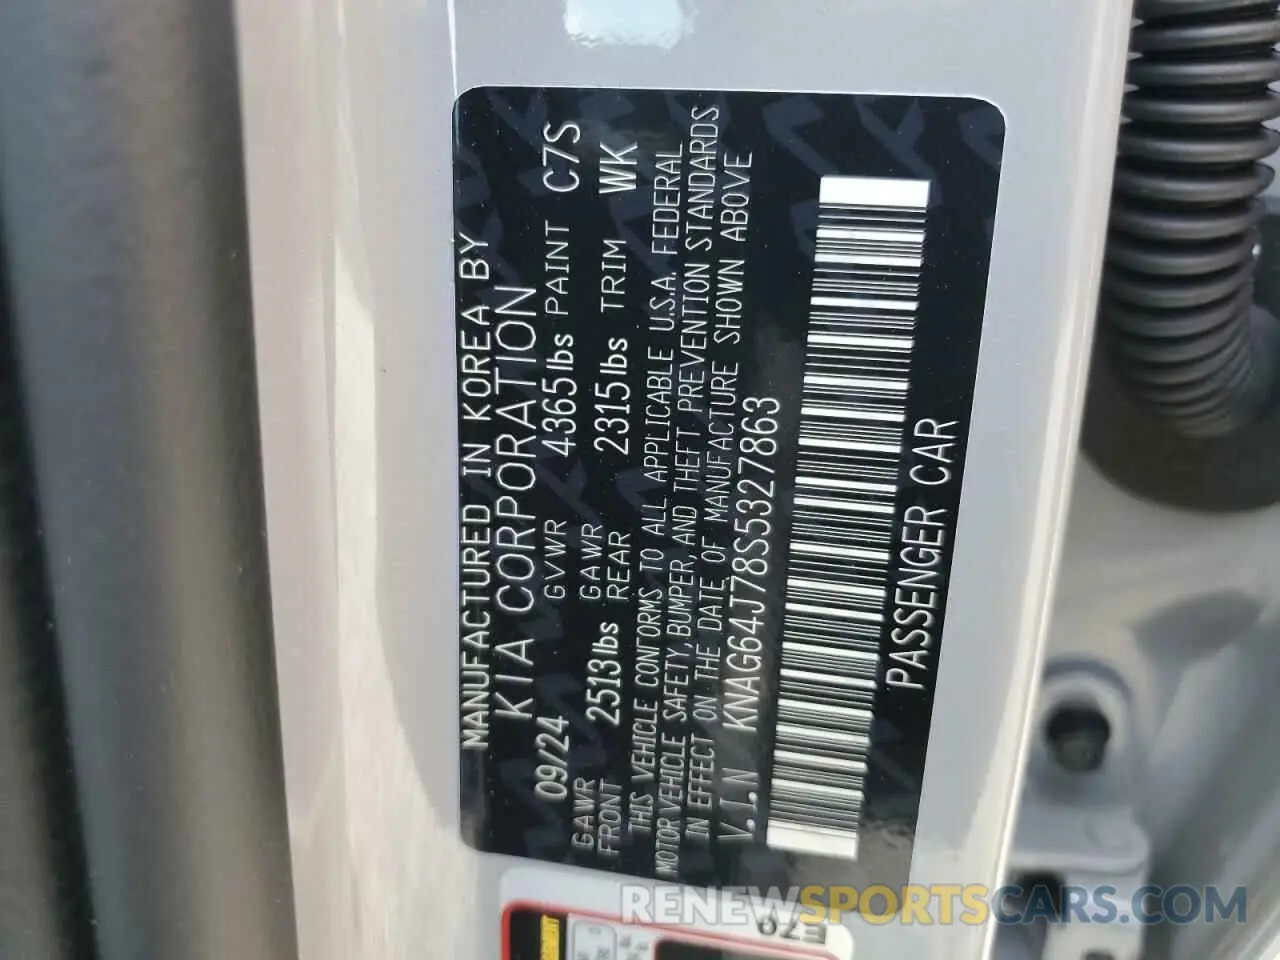 MANUFACTURED IN KOREA BY
KIA CORPORATION
09/24 GVWR 4365lbs PAINT C7S
GAWR FRONT 2513lbs GAWR REAR 2315lbs TRIM WK
THIS VEHICLE CONFORMS TO ALL APPLICABLE U.S.A. FEDERAL
MOTOR VEHICLE SAFETY, BUMPER, AND THEFT PREVENTION STANDARDS
IN EFFECT ON THE DATE OF MANUFACTURE SHOWN ABOVE
V.I.N KNAG64J78S5327863
PASSENGER CAR
E79
RENEWSPORTSCARS.COM